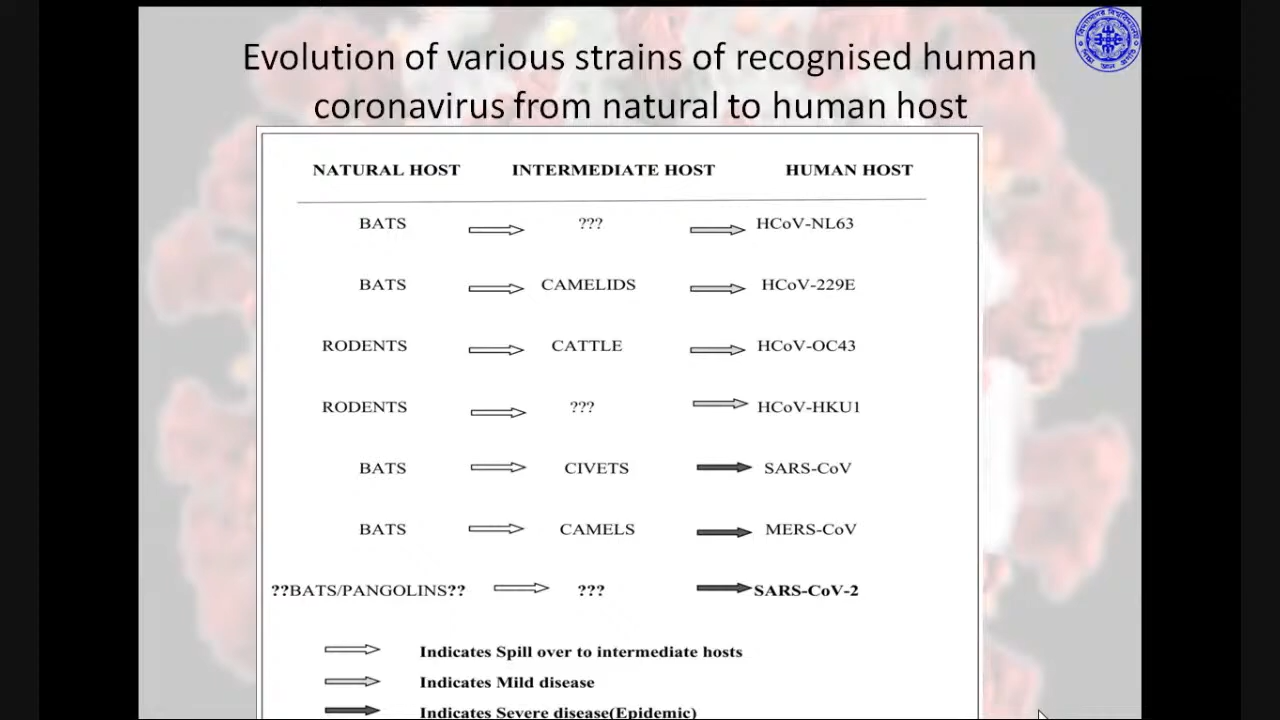 Evolution of various strains of recognised human
coronavirus from natural to human host
NATURAL HOST INTERMEDIATE HOST HUMAN HOST
BATS ??? HCoV-NL63
BATS CAMELIDS HCoV-229E
RODENTS CATTLE HCoV-OC43
RODENTS ??? HCoV-HKU1
BATS CIVETS SARS-CoV
BATS CAMELS MERS-CoV
??BATS/PANGOLINS?? ??? SARS-CoV-2
Indicates Spill over to intermediate hosts
Indicates Mild disease
Indicates Severe disease(Epidemic)